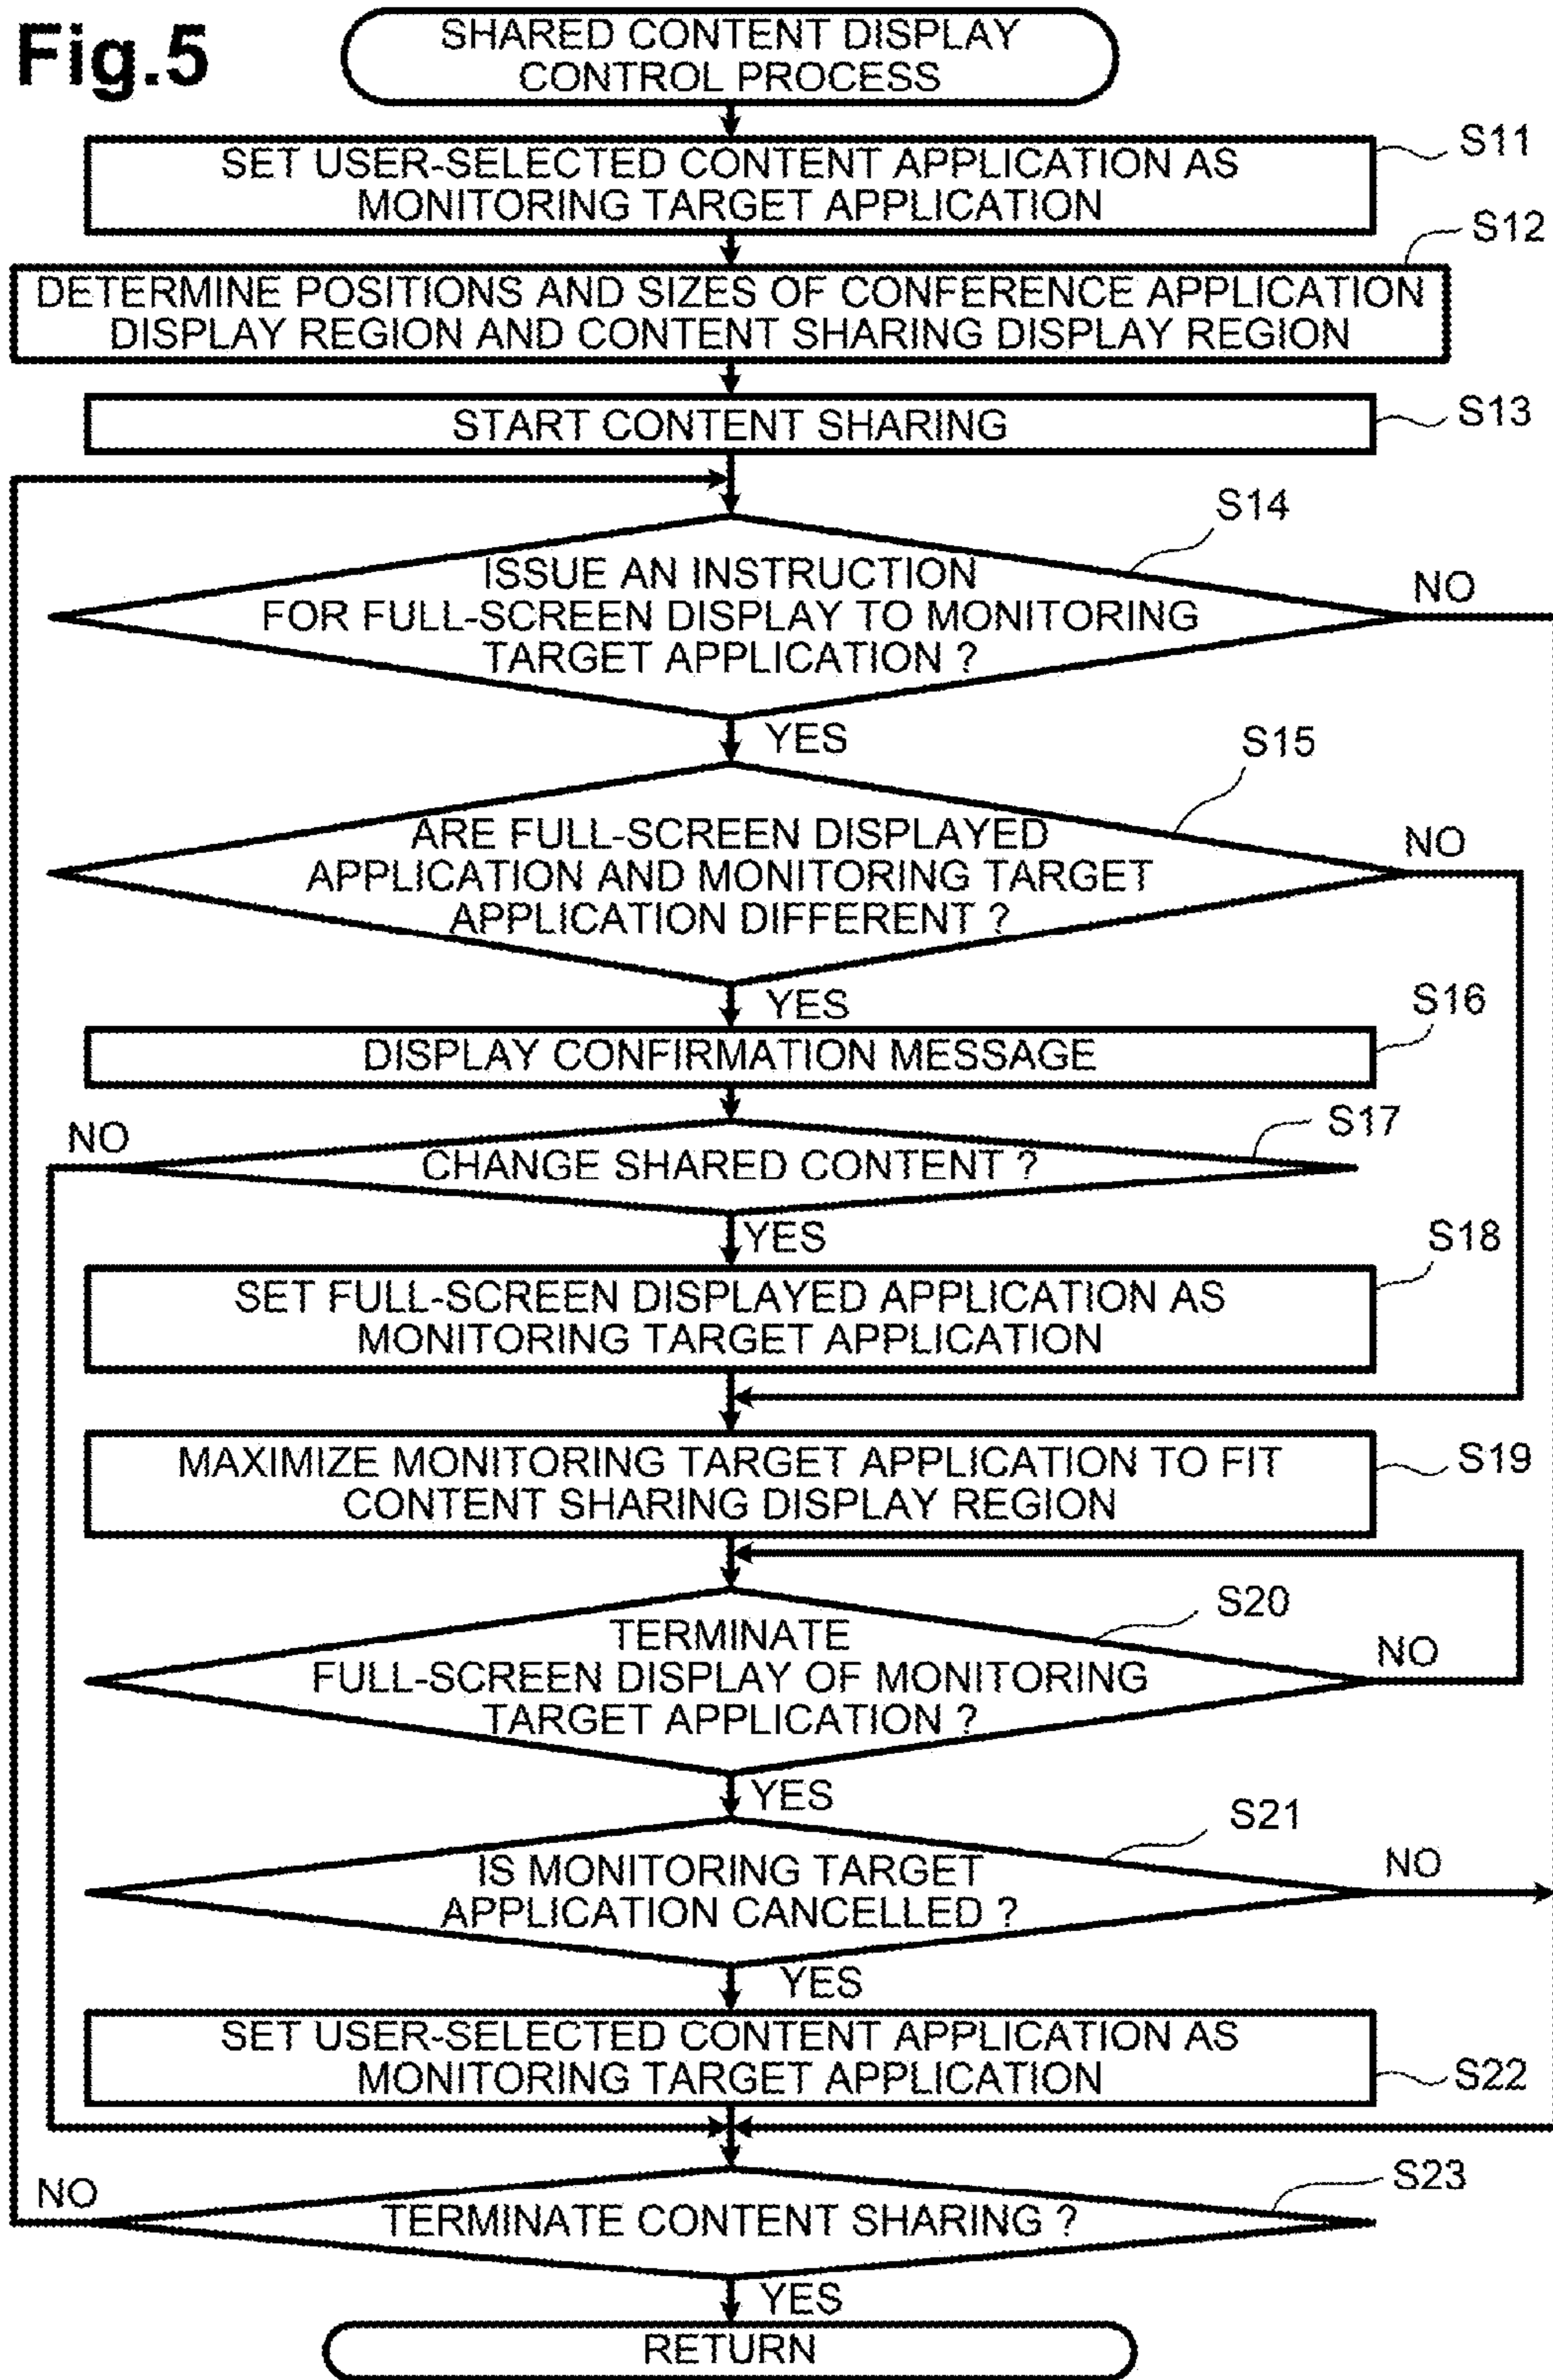 Fig.5
SHARED CONTENT DISPLAY
CONTROL PROCESS
SET USER-SELECTED CONTENT APPLICATION AS
MONITORING TARGET APPLICATION
S11
DETERMINE POSITIONS AND SIZES OF CONFERENCE APPLICATION
DISPLAY REGION AND CONTENT SHARING DISPLAY REGION
S12
START CONTENT SHARING
S13
ISSUE AN INSTRUCTION
FOR FULL-SCREEN DISPLAY TO MONITORING
TARGET APPLICATION ?
S14
NO
YES
ARE FULL-SCREEN DISPLAYED
APPLICATION AND MONITORING TARGET
APPLICATION DIFFERENT ?
S15
NO
YES
DISPLAY CONFIRMATION MESSAGE
S16
NO
CHANGE SHARED CONTENT ?
S17
YES
SET FULL-SCREEN DISPLAYED APPLICATION AS
MONITORING TARGET APPLICATION
S18
MAXIMIZE MONITORING TARGET APPLICATION TO FIT
CONTENT SHARING DISPLAY REGION
S19
TERMINATE
FULL-SCREEN DISPLAY OF MONITORING
TARGET APPLICATION ?
S20
NO
YES
IS MONITORING TARGET
APPLICATION CANCELLED ?
S21
NO
YES
SET USER-SELECTED CONTENT APPLICATION AS
MONITORING TARGET APPLICATION
S22
NO
TERMINATE CONTENT SHARING ?
S23
YES
RETURN